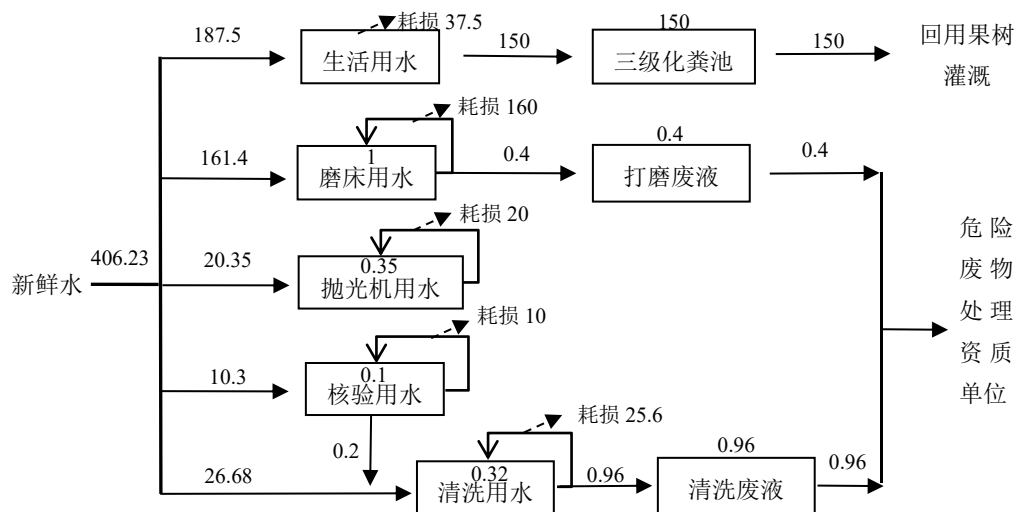 耗损 37.5
187.5
150
150
生活用水
三级化粪池
150
回用果树
灌溉
耗损 160
161.4
1
磨床用水
0.4
0.4
打磨废液
0.4
耗损 20
406.23
新鲜水
20.35
0.35
抛光机用水
危 险
废 物
处 理
资 质
单位
耗损 10
10.3
0.1
核验用水
0.2
耗损 25.6
26.68
0.32
清洗用水
0.96
0.96
清洗废液
0.96